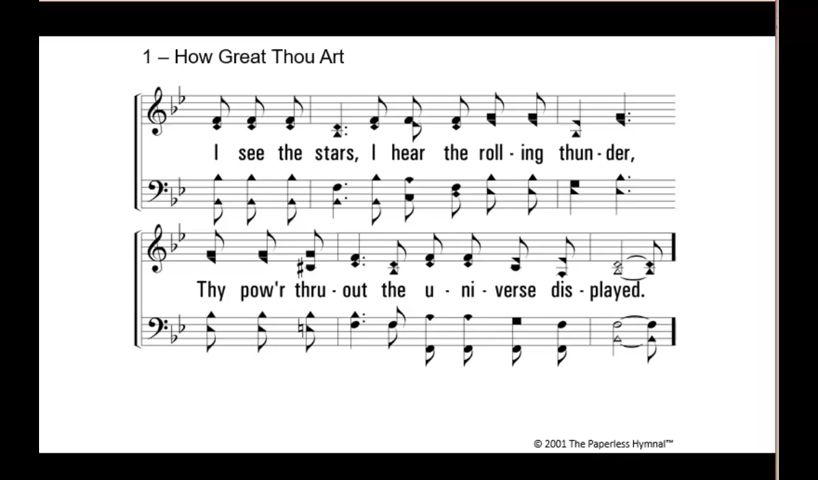 1 – How Great Thou Art
I see the stars, I hear the roll - ing thun - der,
Thy pow'r thru - out the u - ni - verse dis - played.
© 2001 The Paperless Hymnal™